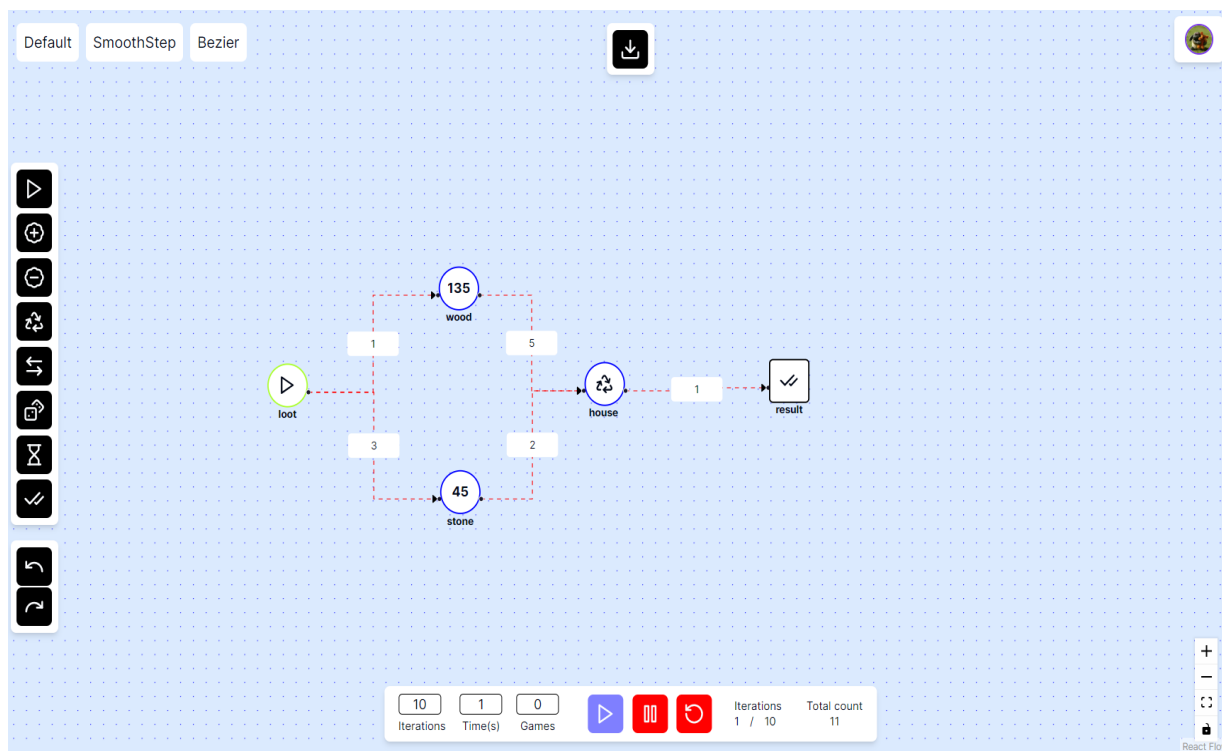 Default SmoothStep Bezier
135
wood
1 5
loot
house
1
result
3 2
45
stone
10 1 0
Iterations Time(s) Games
Iterations Total count
1 / 10 11
React Flo